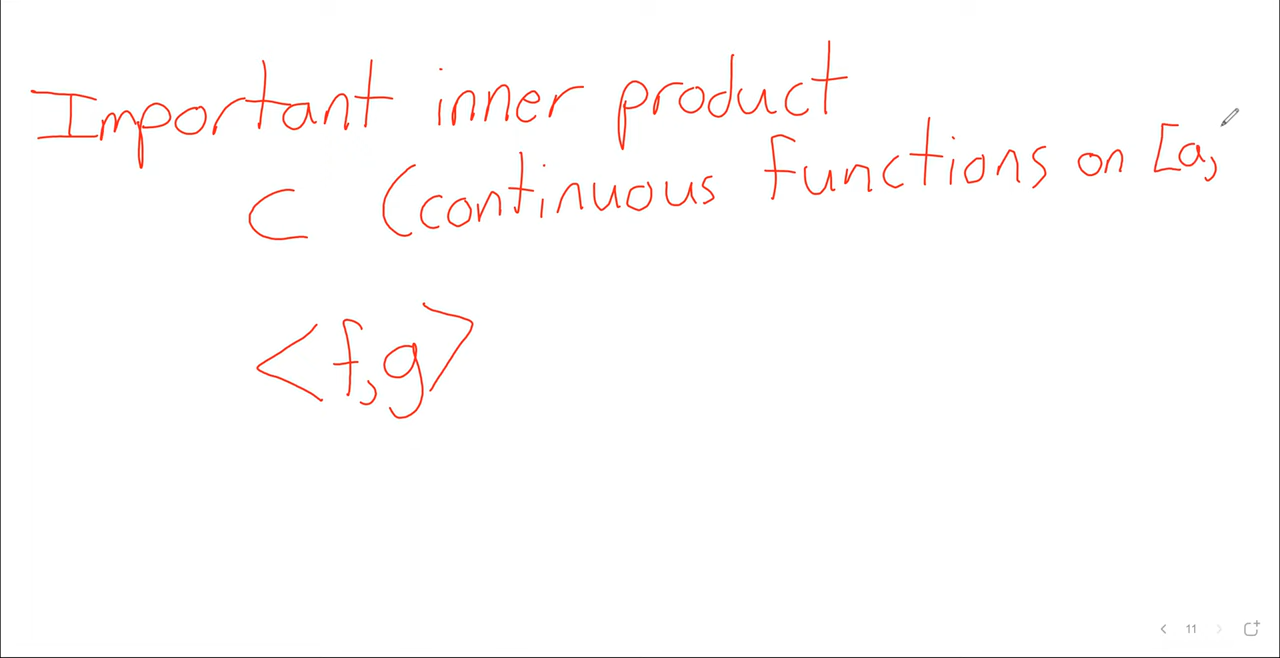 Important inner product
C (continuous functions on [a,
<f,g>
11